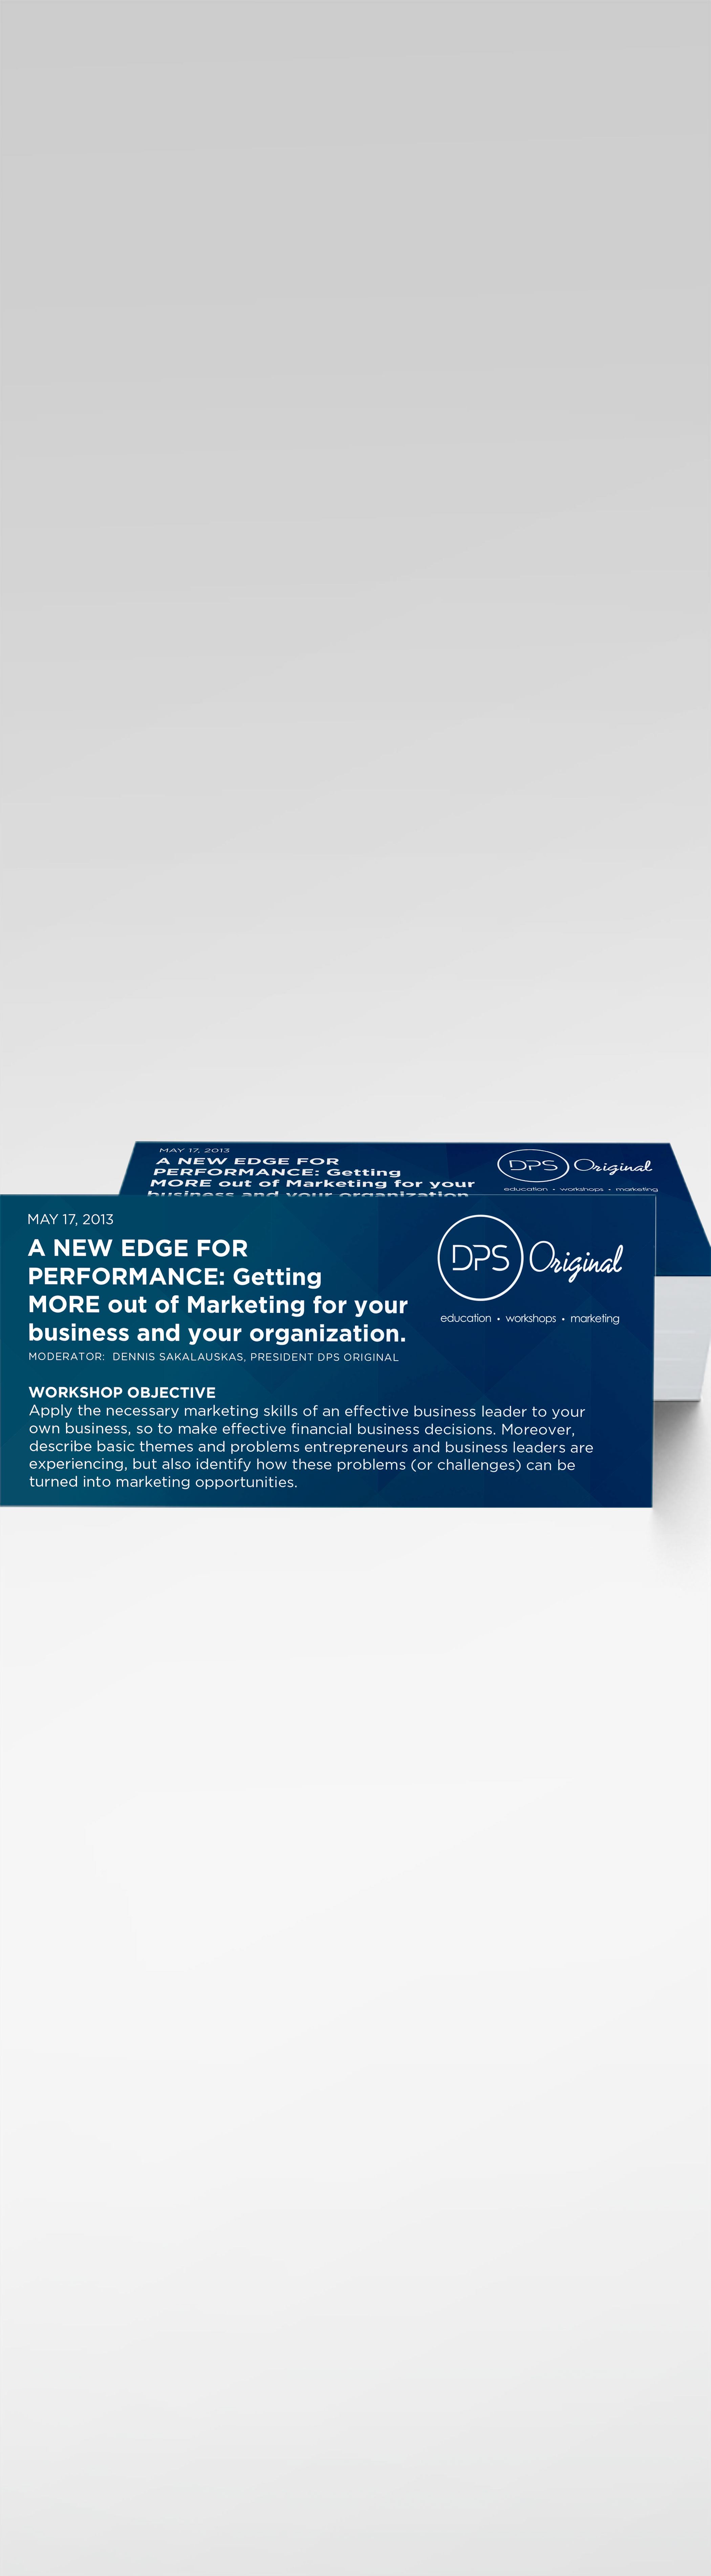 MAY 17, 2013
A NEW EDGE FOR
PERFORMANCE: Getting
MORE out of Marketing for your
business and your organization.
DPS Original
education • workshops • marketing
MAY 17, 2013
A NEW EDGE FOR
PERFORMANCE: Getting
MORE out of Marketing for your
business and your organization.
MODERATOR: DENNIS SAKALAUSKAS, PRESIDENT DPS ORIGINAL
DPS Original
education • workshops • marketing
WORKSHOP OBJECTIVE
Apply the necessary marketing skills of an effective business leader to your
own business, so to make effective financial business decisions. Moreover,
describe basic themes and problems entrepreneurs and business leaders are
experiencing, but also identify how these problems (or challenges) can be
turned into marketing opportunities.